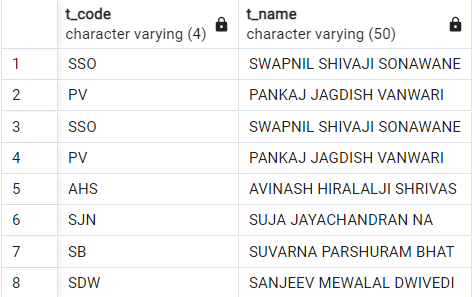 t_code t_name
character varying (4) character varying (50)
1 SSO SWAPNIL SHIVAJI SONAWANE
2 PV PANKAJ JAGDISH VANWARI
3 SSO SWAPNIL SHIVAJI SONAWANE
4 PV PANKAJ JAGDISH VANWARI
5 AHS AVINASH HIRALALJI SHRIVAS
6 SJN SUJA JAYACHANDRAN NA
7 SB SUVARNA PARSHURAM BHAT
8 SDW SANJEEV MEWALAL DWIVEDI